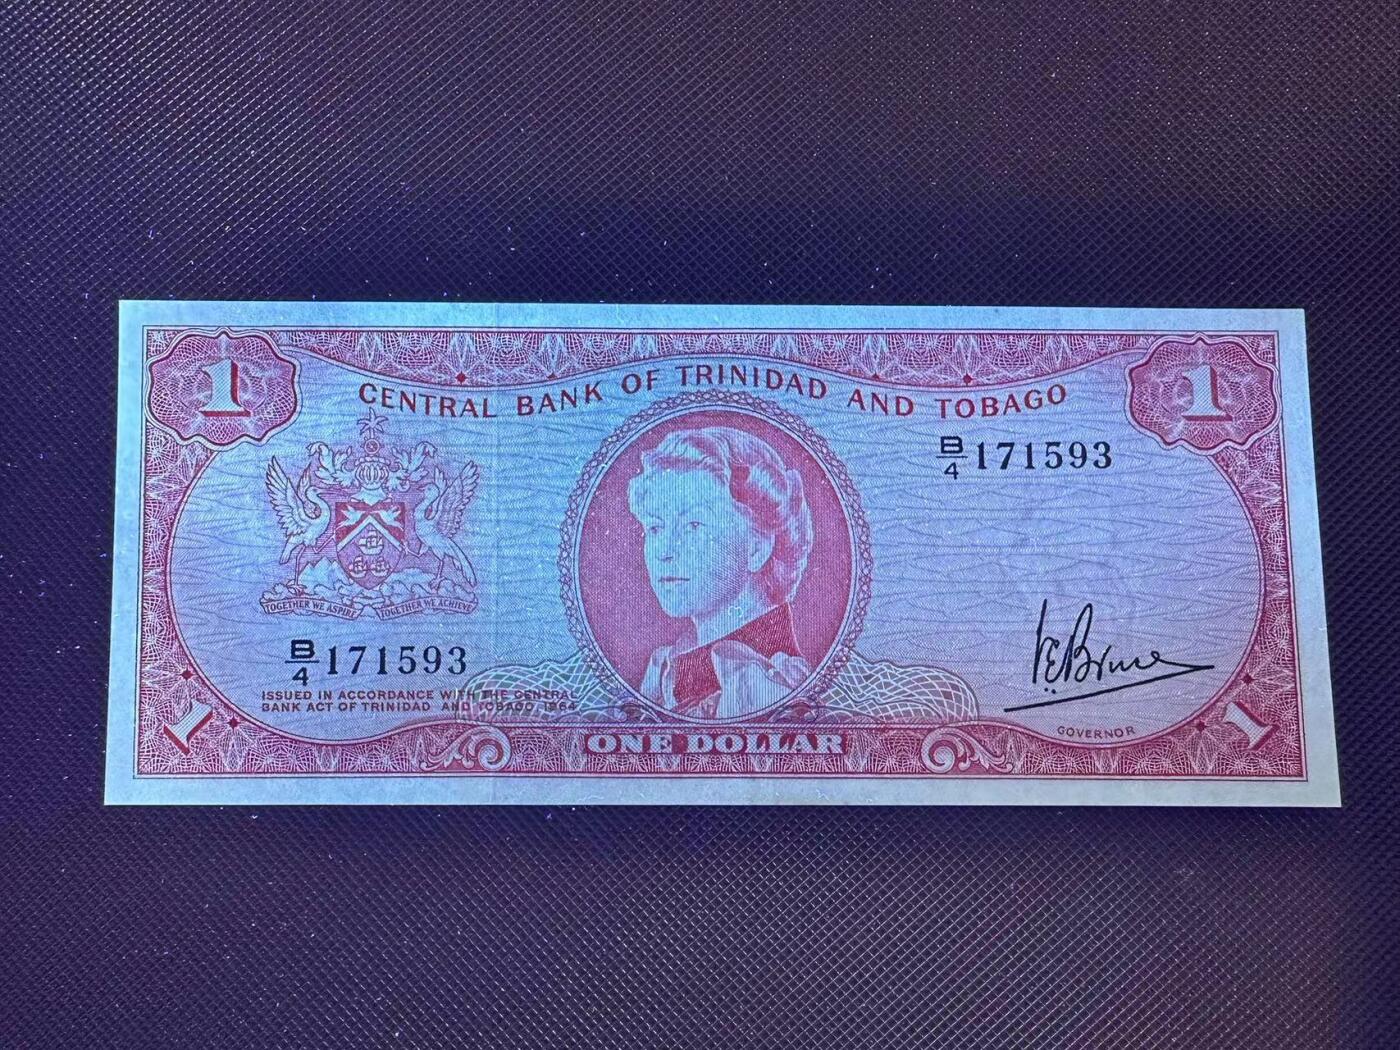 1 1
CENTRAL BANK OF TRINIDAD AND TOBAGO
B/4 171593
TOGETHER WE ASPIRE TOGETHER WE ACHIEVE
B/4 171593
ISSUED IN ACCORDANCE WITH THE CENTRAL
BANK ACT OF TRINIDAD AND TOBAGO 1964
V.E. Bruce
GOVERNOR
1 ONE DOLLAR 1